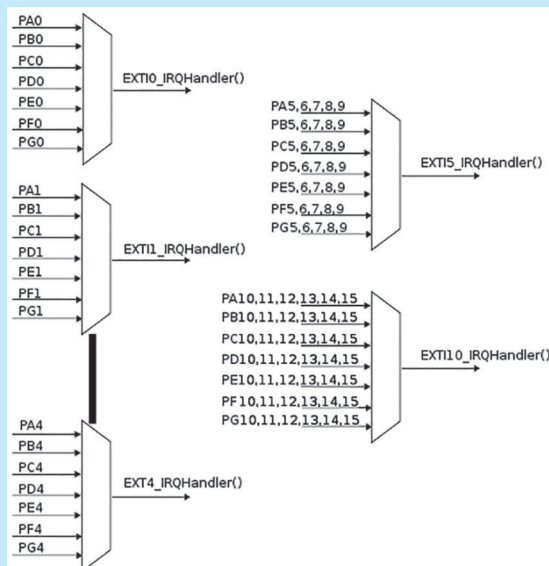 PA0
PB0
PC0
PD0
PE0
PF0
PG0
EXTI0_IRQHandler()
PA1
PB1
PC1
PD1
PE1
PF1
PG1
EXTI1_IRQHandler()
PA4
PB4
PC4
PD4
PE4
PF4
PG4
EXT4_IRQHandler()
PA5,6,7,8,9
PB5,6,7,8,9
PC5,6,7,8,9
PD5,6,7,8,9
PE5,6,7,8,9
PF5,6,7,8,9
PG5,6,7,8,9
EXTI5_IRQHandler()
PA10,11,12,13,14,15
PB10,11,12,13,14,15
PC10,11,12,13,14,15
PD10,11,12,13,14,15
PE10,11,12,13,14,15
PF10,11,12,13,14,15
PG10,11,12,13,14,15
EXTI10_IRQHandler()